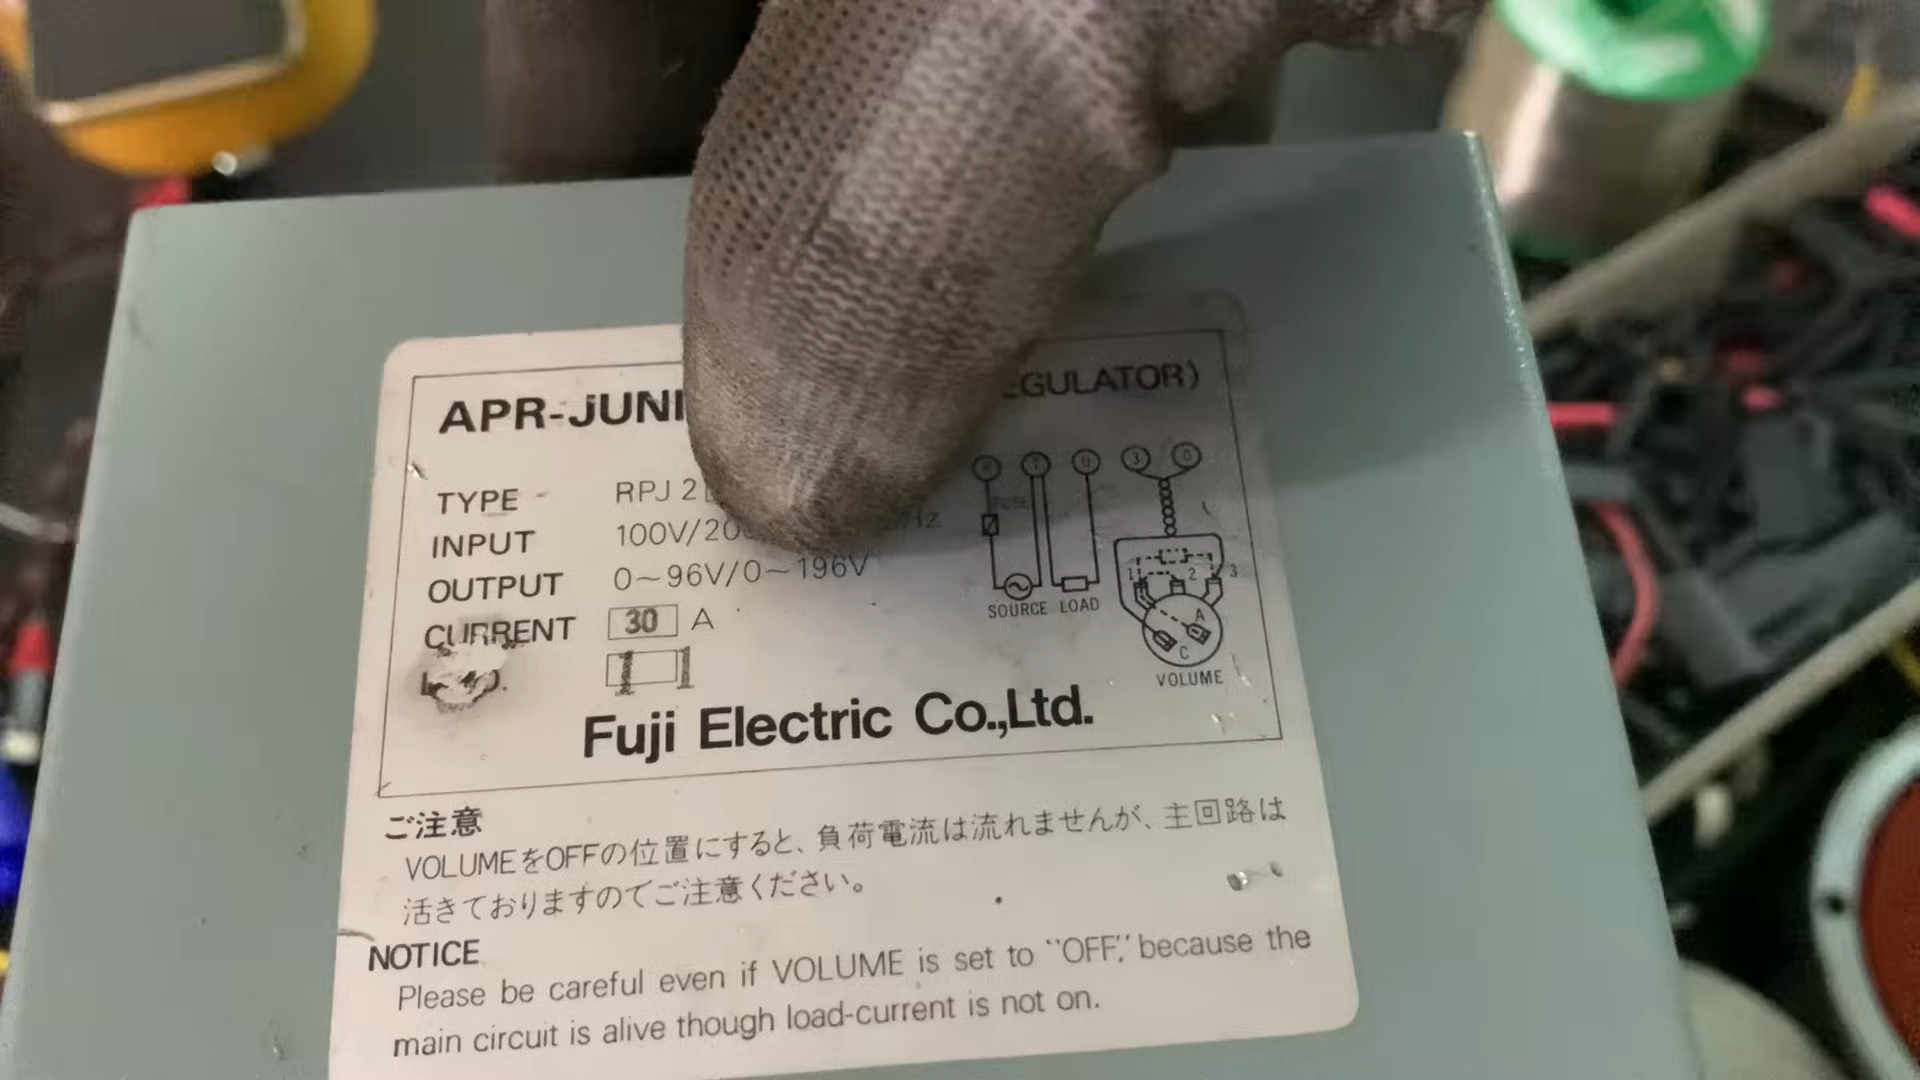 APR-JUNI EGULATOR)
TYPE RPJ 2
INPUT 100V/20 Hz
OUTPUT 0~96V/0~196V
CURRENT 30 A
FUSE
SOURCE LOAD
1 2 3
A
C
VOLUME
Fuji Electric Co.,Ltd.
ご注意
VOLUMEをOFFの位置にすると、負荷電流は流れませんが、主回路は
活きておりますのでご注意ください。
NOTICE
Please be careful even if VOLUME is set to "OFF," because the
main circuit is alive though load-current is not on.